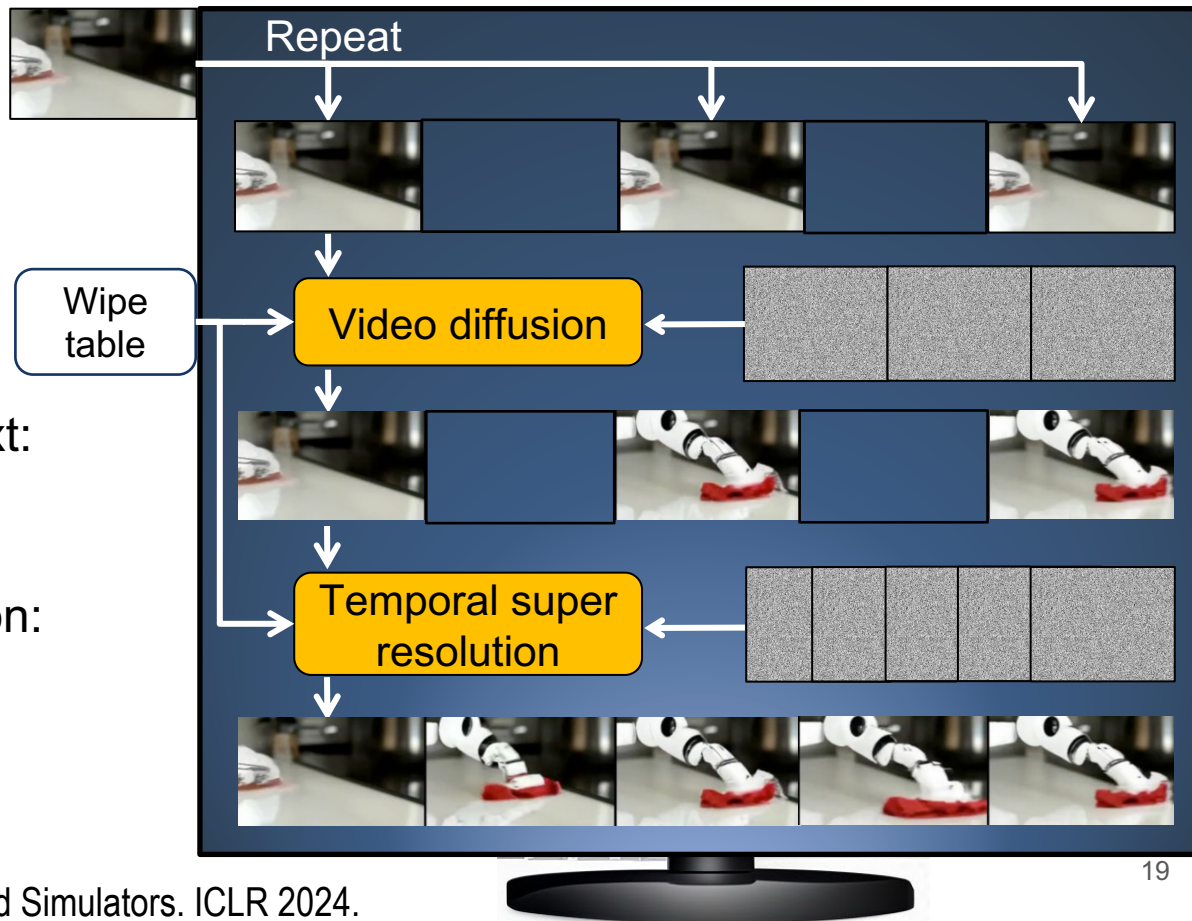 Repeat
Wipe
table
Video diffusion
xt:
Temporal super
resolution
on:
19
d Simulators. ICLR 2024.